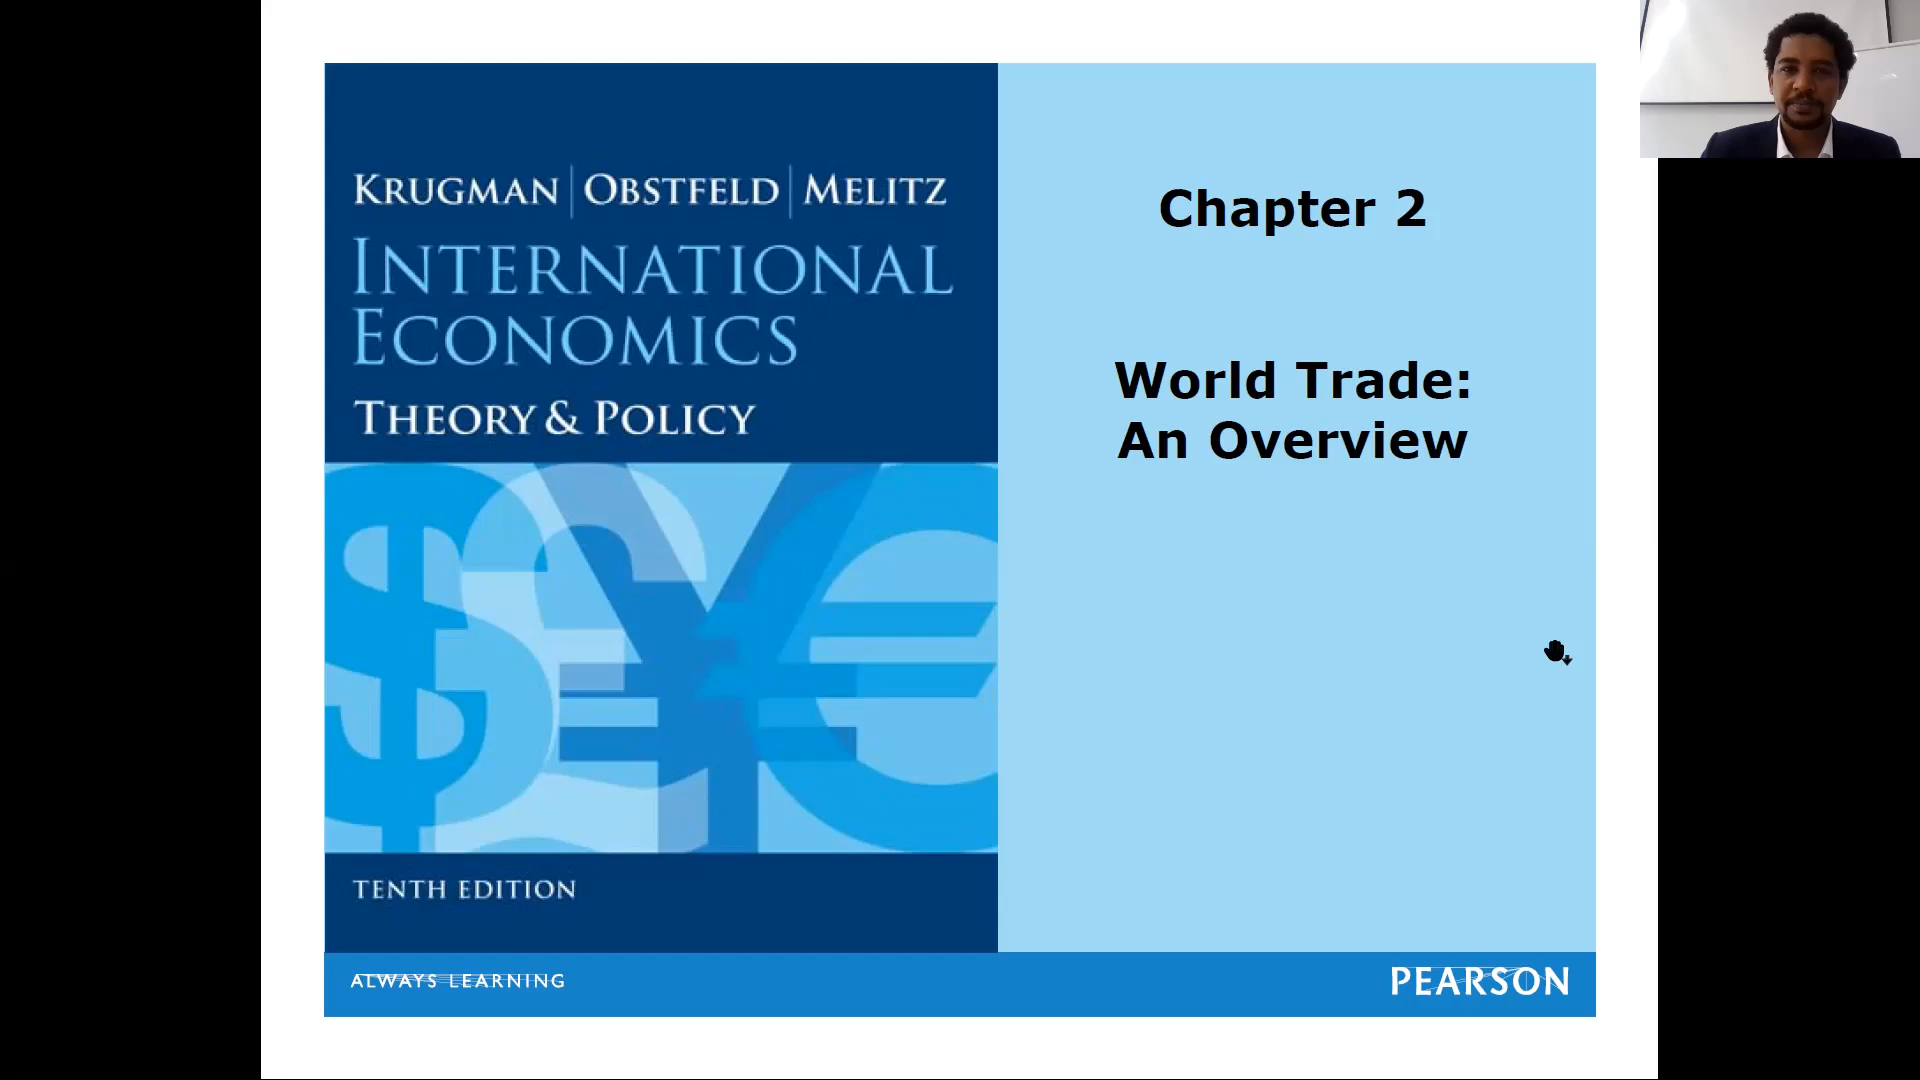 KRUGMAN | OBSTFELD | MELITZ
INTERNATIONAL
ECONOMICS
THEORY & POLICY
TENTH EDITION
Chapter 2
World Trade:
An Overview
ALWAYS LEARNING
PEARSON